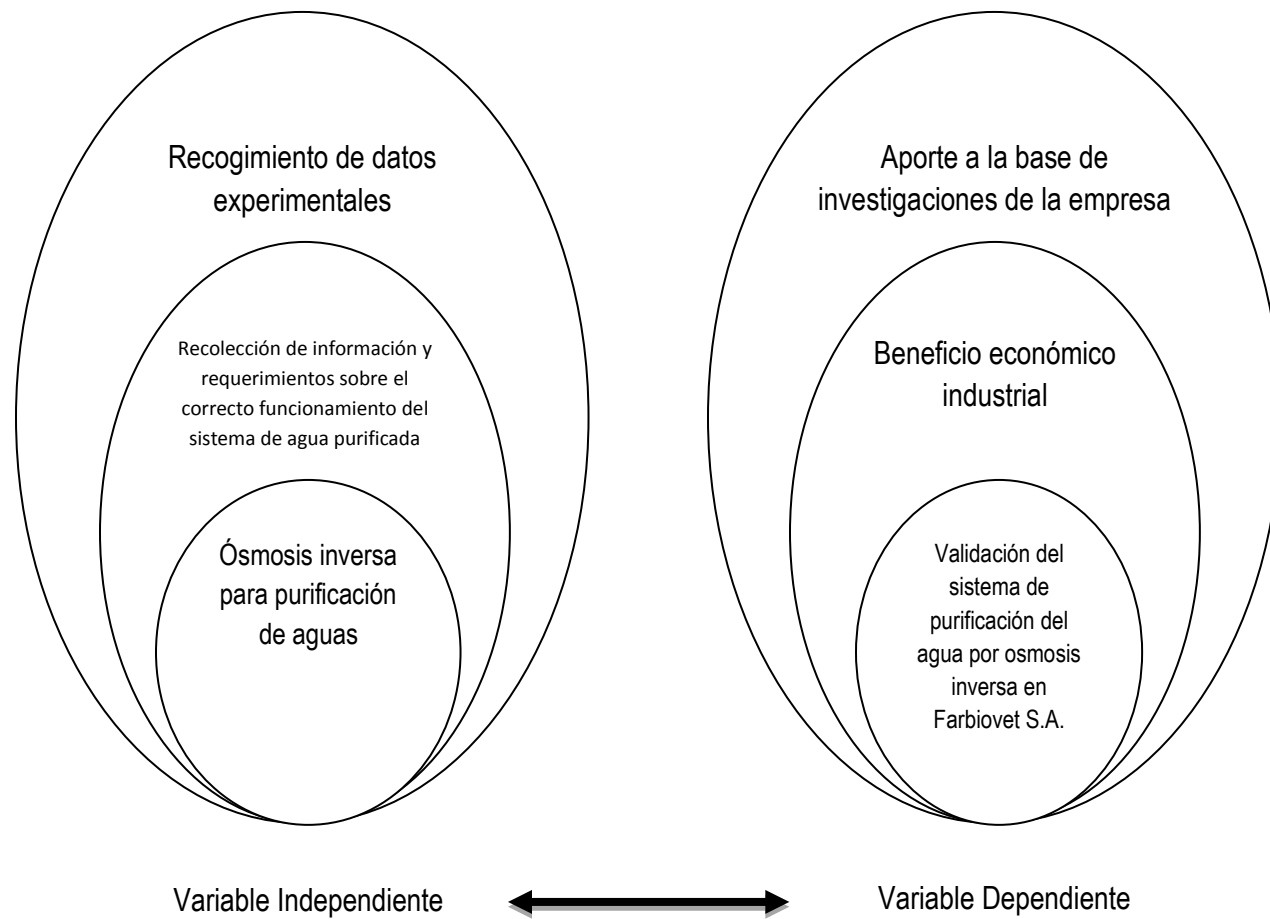 Recogimiento de datos
experimentales
Recolección de información y
requerimientos sobre el
correcto funcionamiento del
sistema de agua purificada
Ósmosis inversa
para purificación
de aguas
Variable Independiente
Aporte a la base de
investigaciones de la empresa
Beneficio económico
industrial
Validación del
sistema de
purificación del
agua por osmosis
inversa en
Farbiovet S.A.
Variable Dependiente